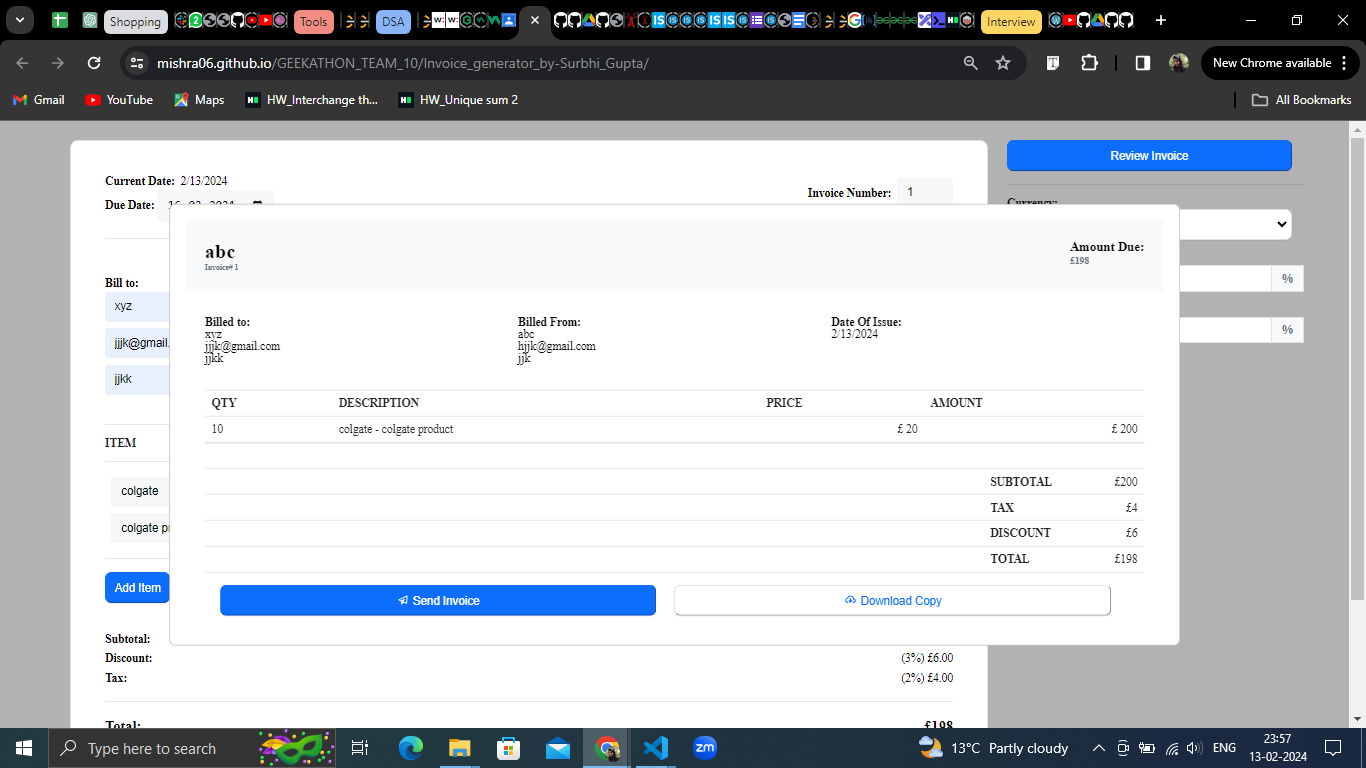 Shopping
Tools
DSA
Interview
mishra06.github.io/GEEKATHON_TEAM_10/Invoice_generator_by-Surbhi_Gupta/
New Chrome available
Gmail
YouTube
Maps
HW_Interchange th...
HW_Unique sum 2
All Bookmarks
Current Date: 2/13/2024
Due Date:
Invoice Number: 1
Review Invoice
Currency:
abc
Invoice# 1
Amount Due:
£198
%
%
Bill to:
xyz
jjjk@gmail.
jjkk
Billed to:
xyz
jjjk@gmail.com
jjkk
Billed From:
abc
hjjk@gmail.com
jjk
Date Of Issue:
2/13/2024
QTY DESCRIPTION PRICE AMOUNT
10 colgate - colgate product £ 20 £ 200
SUBTOTAL £200
TAX £4
DISCOUNT £6
TOTAL £198
ITEM
colgate
colgate pr
Add Item
Send Invoice
Download Copy
Subtotal:
Discount: (3%) £6.00
Tax: (2%) £4.00
Total: £198
Type here to search
zm
13°C Partly cloudy
ENG
23:57
13-02-2024